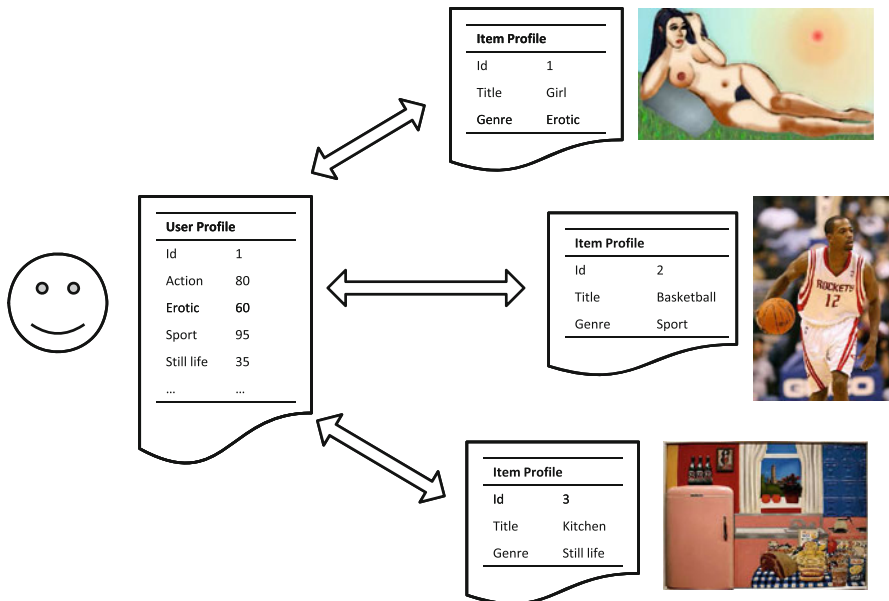 Item Profile
Id 1
Title Girl
Genre Erotic
User Profile
Id 1
Action 80
Erotic 60
Sport 95
Still life 35
... ...
Item Profile
Id 2
Title Basketball
Genre Sport
ROCKETS
12
Item Profile
Id 3
Title Kitchen
Genre Still life